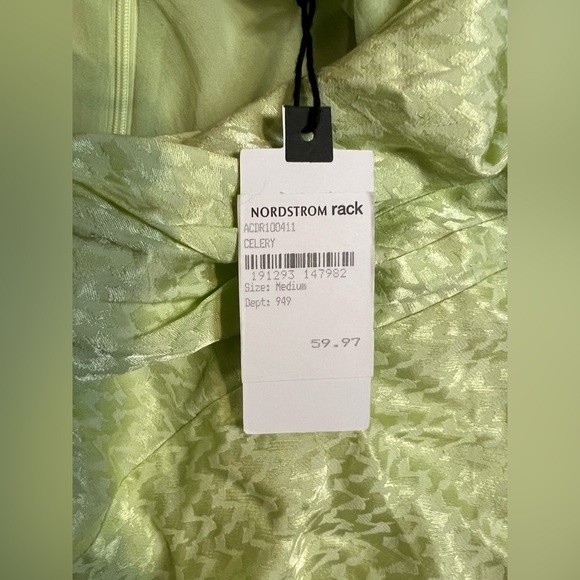 NORDSTROM rack
ACDR100411
CELERY
191293 147982
Size: Medium
Dept: 949
59.97